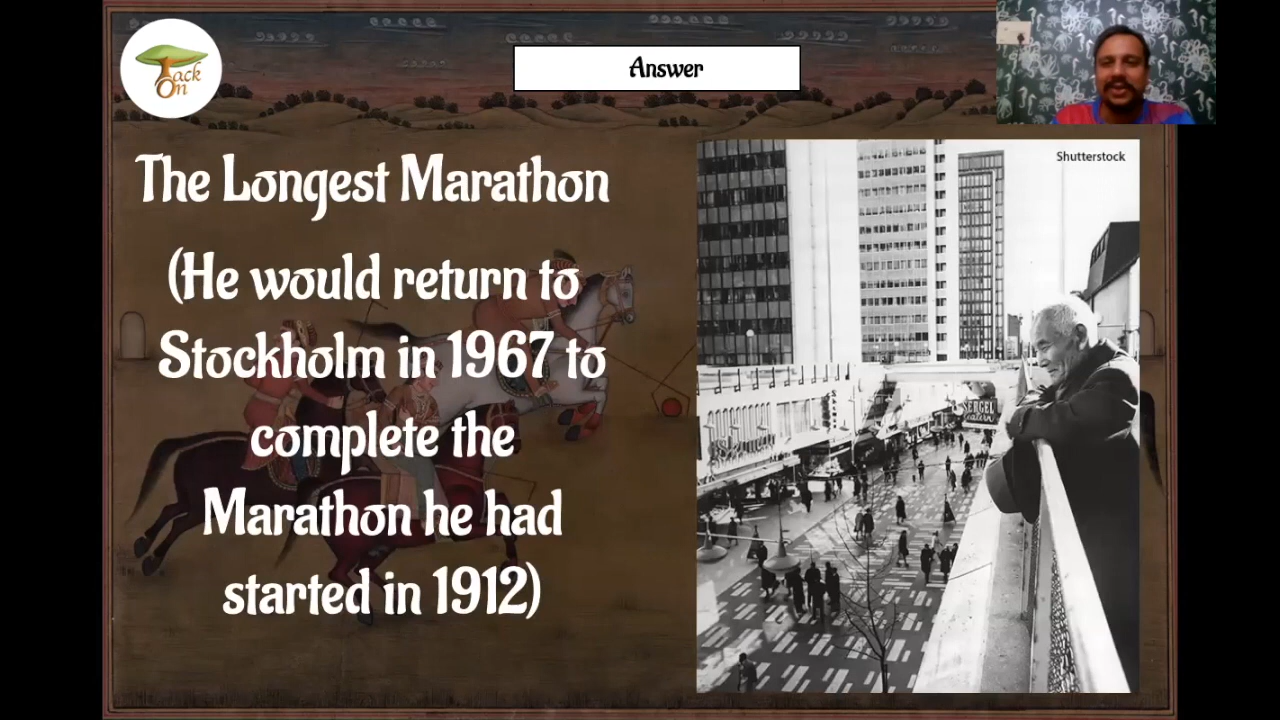 Tack
On
Answer
Shutterstock
The Longest Marathon
(He would return to
Stockholm in 1967 to
complete the
Marathon he had
started in 1912)
SERGEL